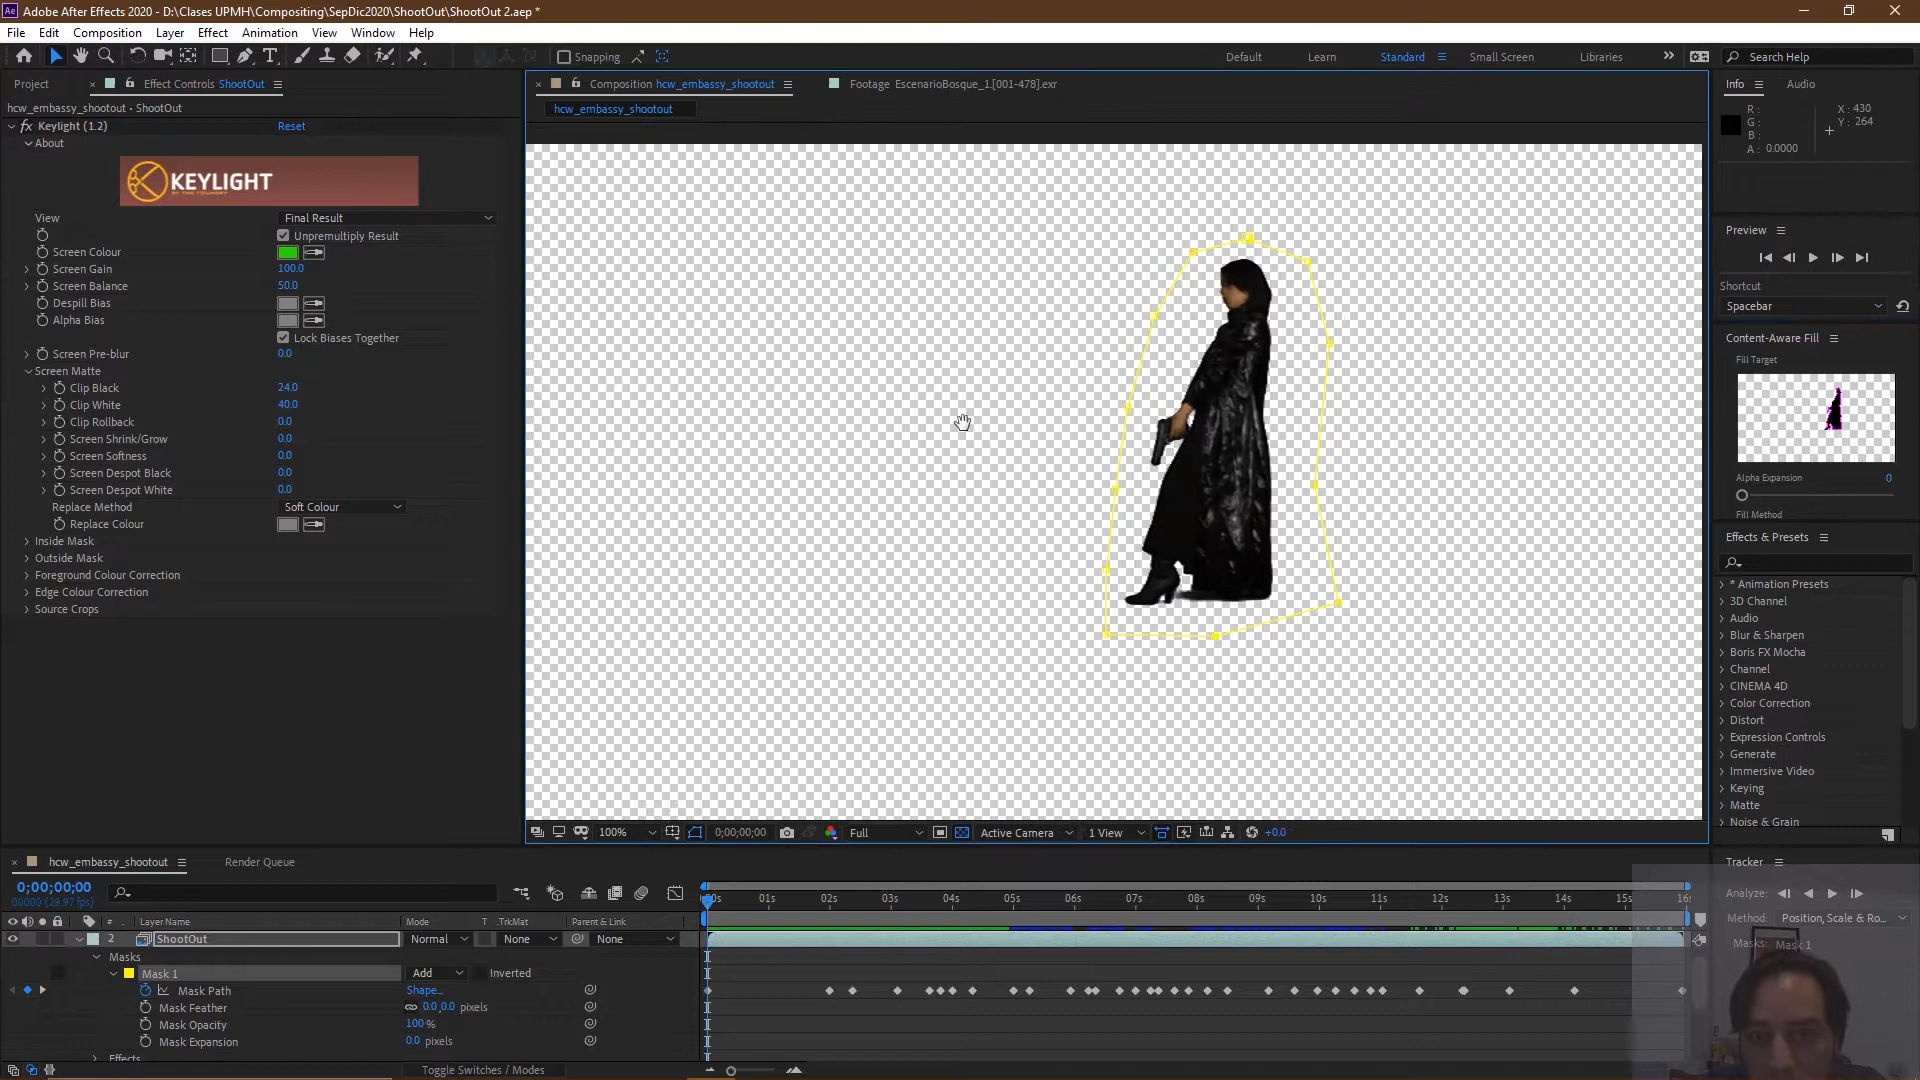 Adobe After Effects 2020 - D:\Clases UPMH\Compositing\SepDic2020\ShootOut\ShootOut 2.aep *
File Edit Composition Layer Effect Animation View Window Help
Snapping Default Learn Standard Small Screen Libraries Search Help
Project Effect Controls ShootOut
Composition hcw_embassy_shootout Footage EscenarioBosque_1.[001-478].exr
Info Audio
hcw_embassy_shootout • ShootOut
hcw_embassy_shootout
R :
G :
B :
A : 0.0000
X : 430
Y : 264
fx Keylight (1.2) Reset
About
KEYLIGHT
View Final Result
Unpremultiply Result
Screen Colour
Screen Gain 100.0
Screen Balance 50.0
Despill Bias
Alpha Bias
Lock Biases Together
Screen Pre-blur 0.0
Screen Matte
Clip Black 24.0
Clip White 40.0
Clip Rollback 0.0
Screen Shrink/Grow 0.0
Screen Softness 0.0
Screen Despot Black 0.0
Screen Despot White 0.0
Replace Method Soft Colour
Replace Colour
Inside Mask
Outside Mask
Foreground Colour Correction
Edge Colour Correction
Source Crops
Preview
Shortcut
Spacebar
Content-Aware Fill
Fill Target
Alpha Expansion 0
Fill Method
Effects & Presets
* Animation Presets
3D Channel
Audio
Blur & Sharpen
Boris FX Mocha
Channel
CINEMA 4D
Color Correction
Distort
Expression Controls
Generate
Immersive Video
Keying
Matte
Noise & Grain
100% 0;00;00;00 Full Active Camera 1 View +0.0
hcw_embassy_shootout Render Queue
0;00;00;00
00000 (29.97 fps)
01s 02s 03s 04s 05s 06s 07s 08s 09s 10s 11s 12s 13s 14s 15s 16s
# Layer Name Mode T .TrkMat Parent & Link
2 ShootOut Normal None None
Masks
Mask 1 Add Inverted
Mask Path Shape...
Mask Feather 0.0,0.0 pixels
Mask Opacity 100 %
Mask Expansion 0.0 pixels
Effects
Toggle Switches / Modes
Tracker
Analyze:
Method: Position, Scale & Ro...
Masks: Mask 1